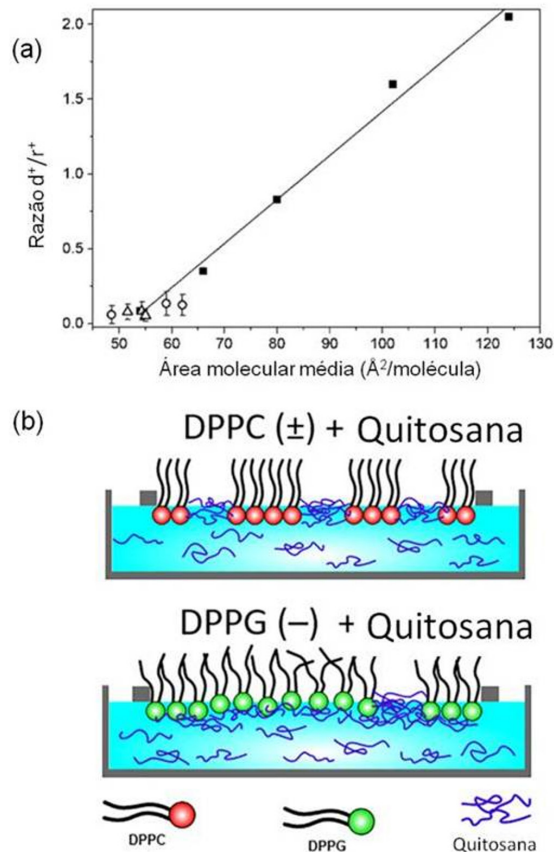 (a)
Razão d⁺/r⁺
2.0
1.5
1.0
0.5
0.0
50 60 70 80 90 100 110 120 130
Área molecular média (Å²/molécula)
(b)
DPPC (±) + Quitosana
DPPG (−) + Quitosana
DPPC DPPG Quitosana